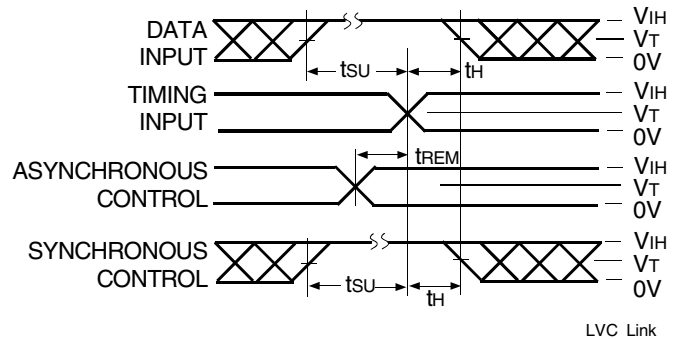 DATA
INPUT
VIH
VT
0V
tSU
tH
TIMING
INPUT
VIH
VT
0V
tREM
ASYNCHRONOUS
CONTROL
VIH
VT
0V
SYNCHRONOUS
CONTROL
VIH
VT
0V
tSU
tH
LVC Link